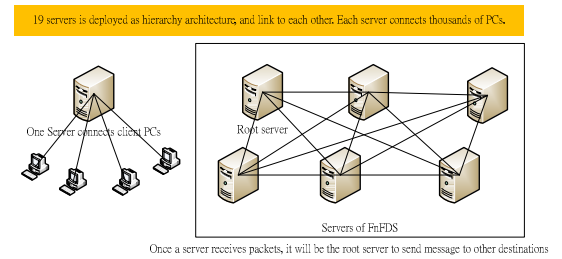 19 servers is deployed as hierarchy architecture, and link to each other. Each server connects thousands of PCs.
One Server connects client PCs
Root server
Servers of FnFDS
Once a server receives packets, it will be the root server to send message to other destinations